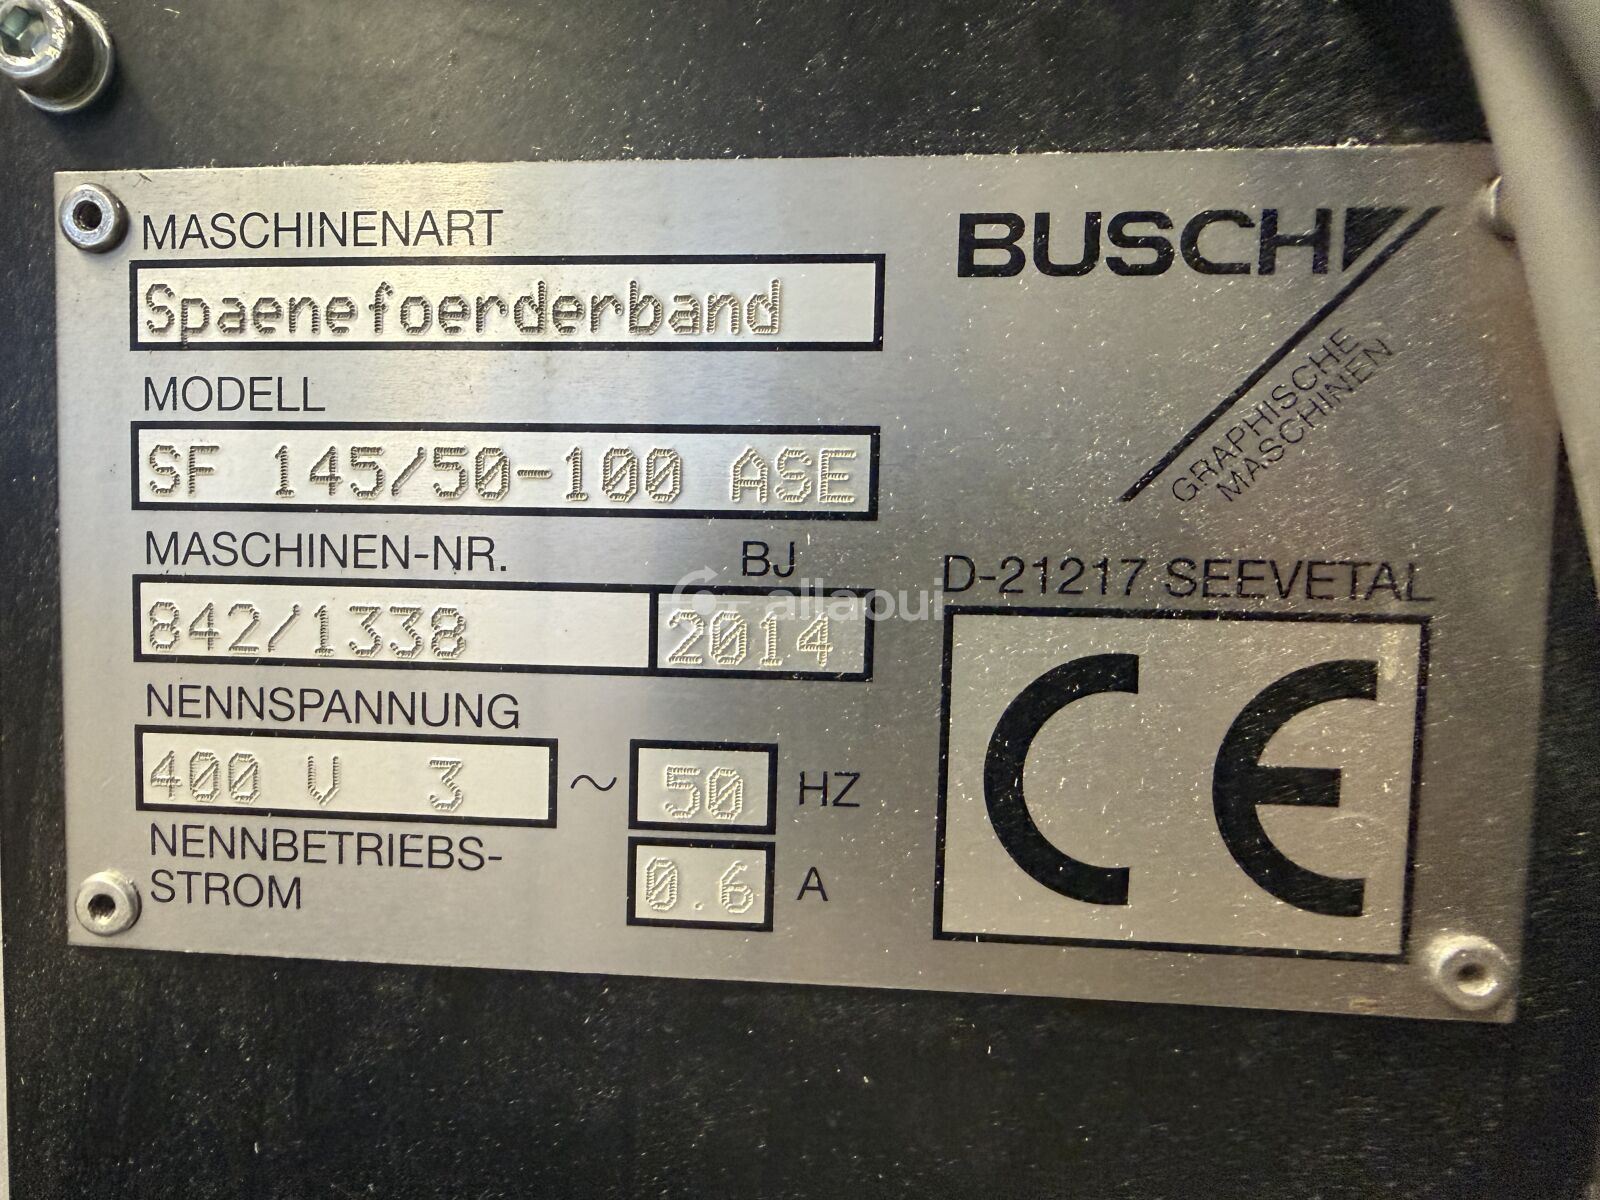 MASCHINENART
Spaenefoerderband
MODELL
SF 145/50-100 ASE
MASCHINEN-NR. BJ
842/1338 2014
NENNSPANNUNG
400 V 3 ~ 50 HZ
NENNBETRIEBS-
STROM 0.6 A
BUSCH
GRAPHISCHE
MASCHINEN
D-21217 SEEVETAL
CE
allaoui